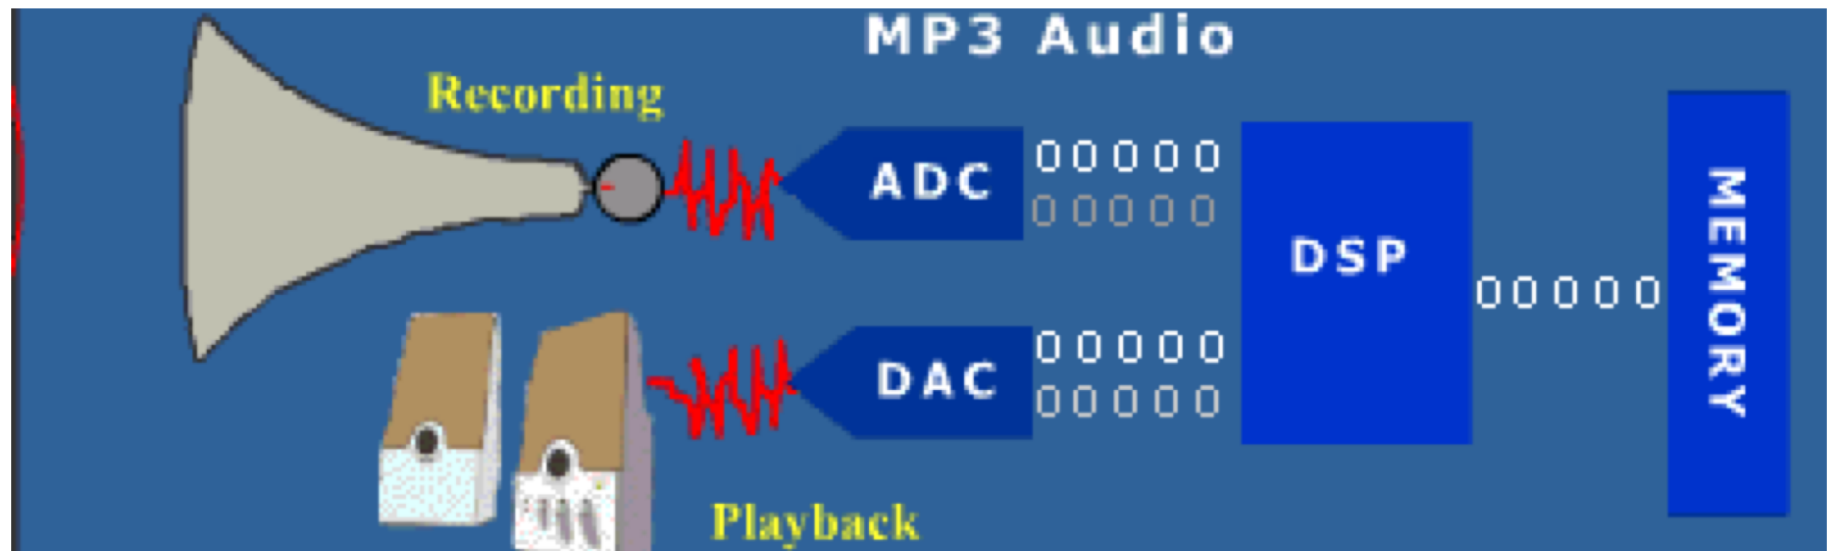 MP3 Audio
Recording
ADC
00000
00000
DSP
MEMORY
00000
DAC
00000
00000
Playback